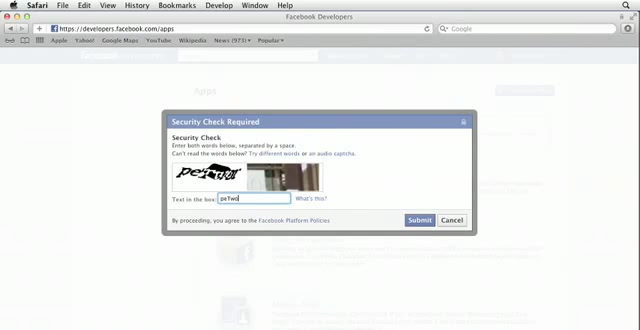 Safari File Edit View History Bookmarks Develop Window Help
Facebook Developers
https://developers.facebook.com/apps
Google
Apple Yahoo! Google Maps YouTube Wikipedia News (973) Popular
Apps
Security Check Required
Security Check
Enter both words below, separated by a space.
Can't read the words below? Try different words or an audio captcha.
Text in the box: peTwo What's this?
By proceeding, you agree to the Facebook Platform Policies
Submit Cancel